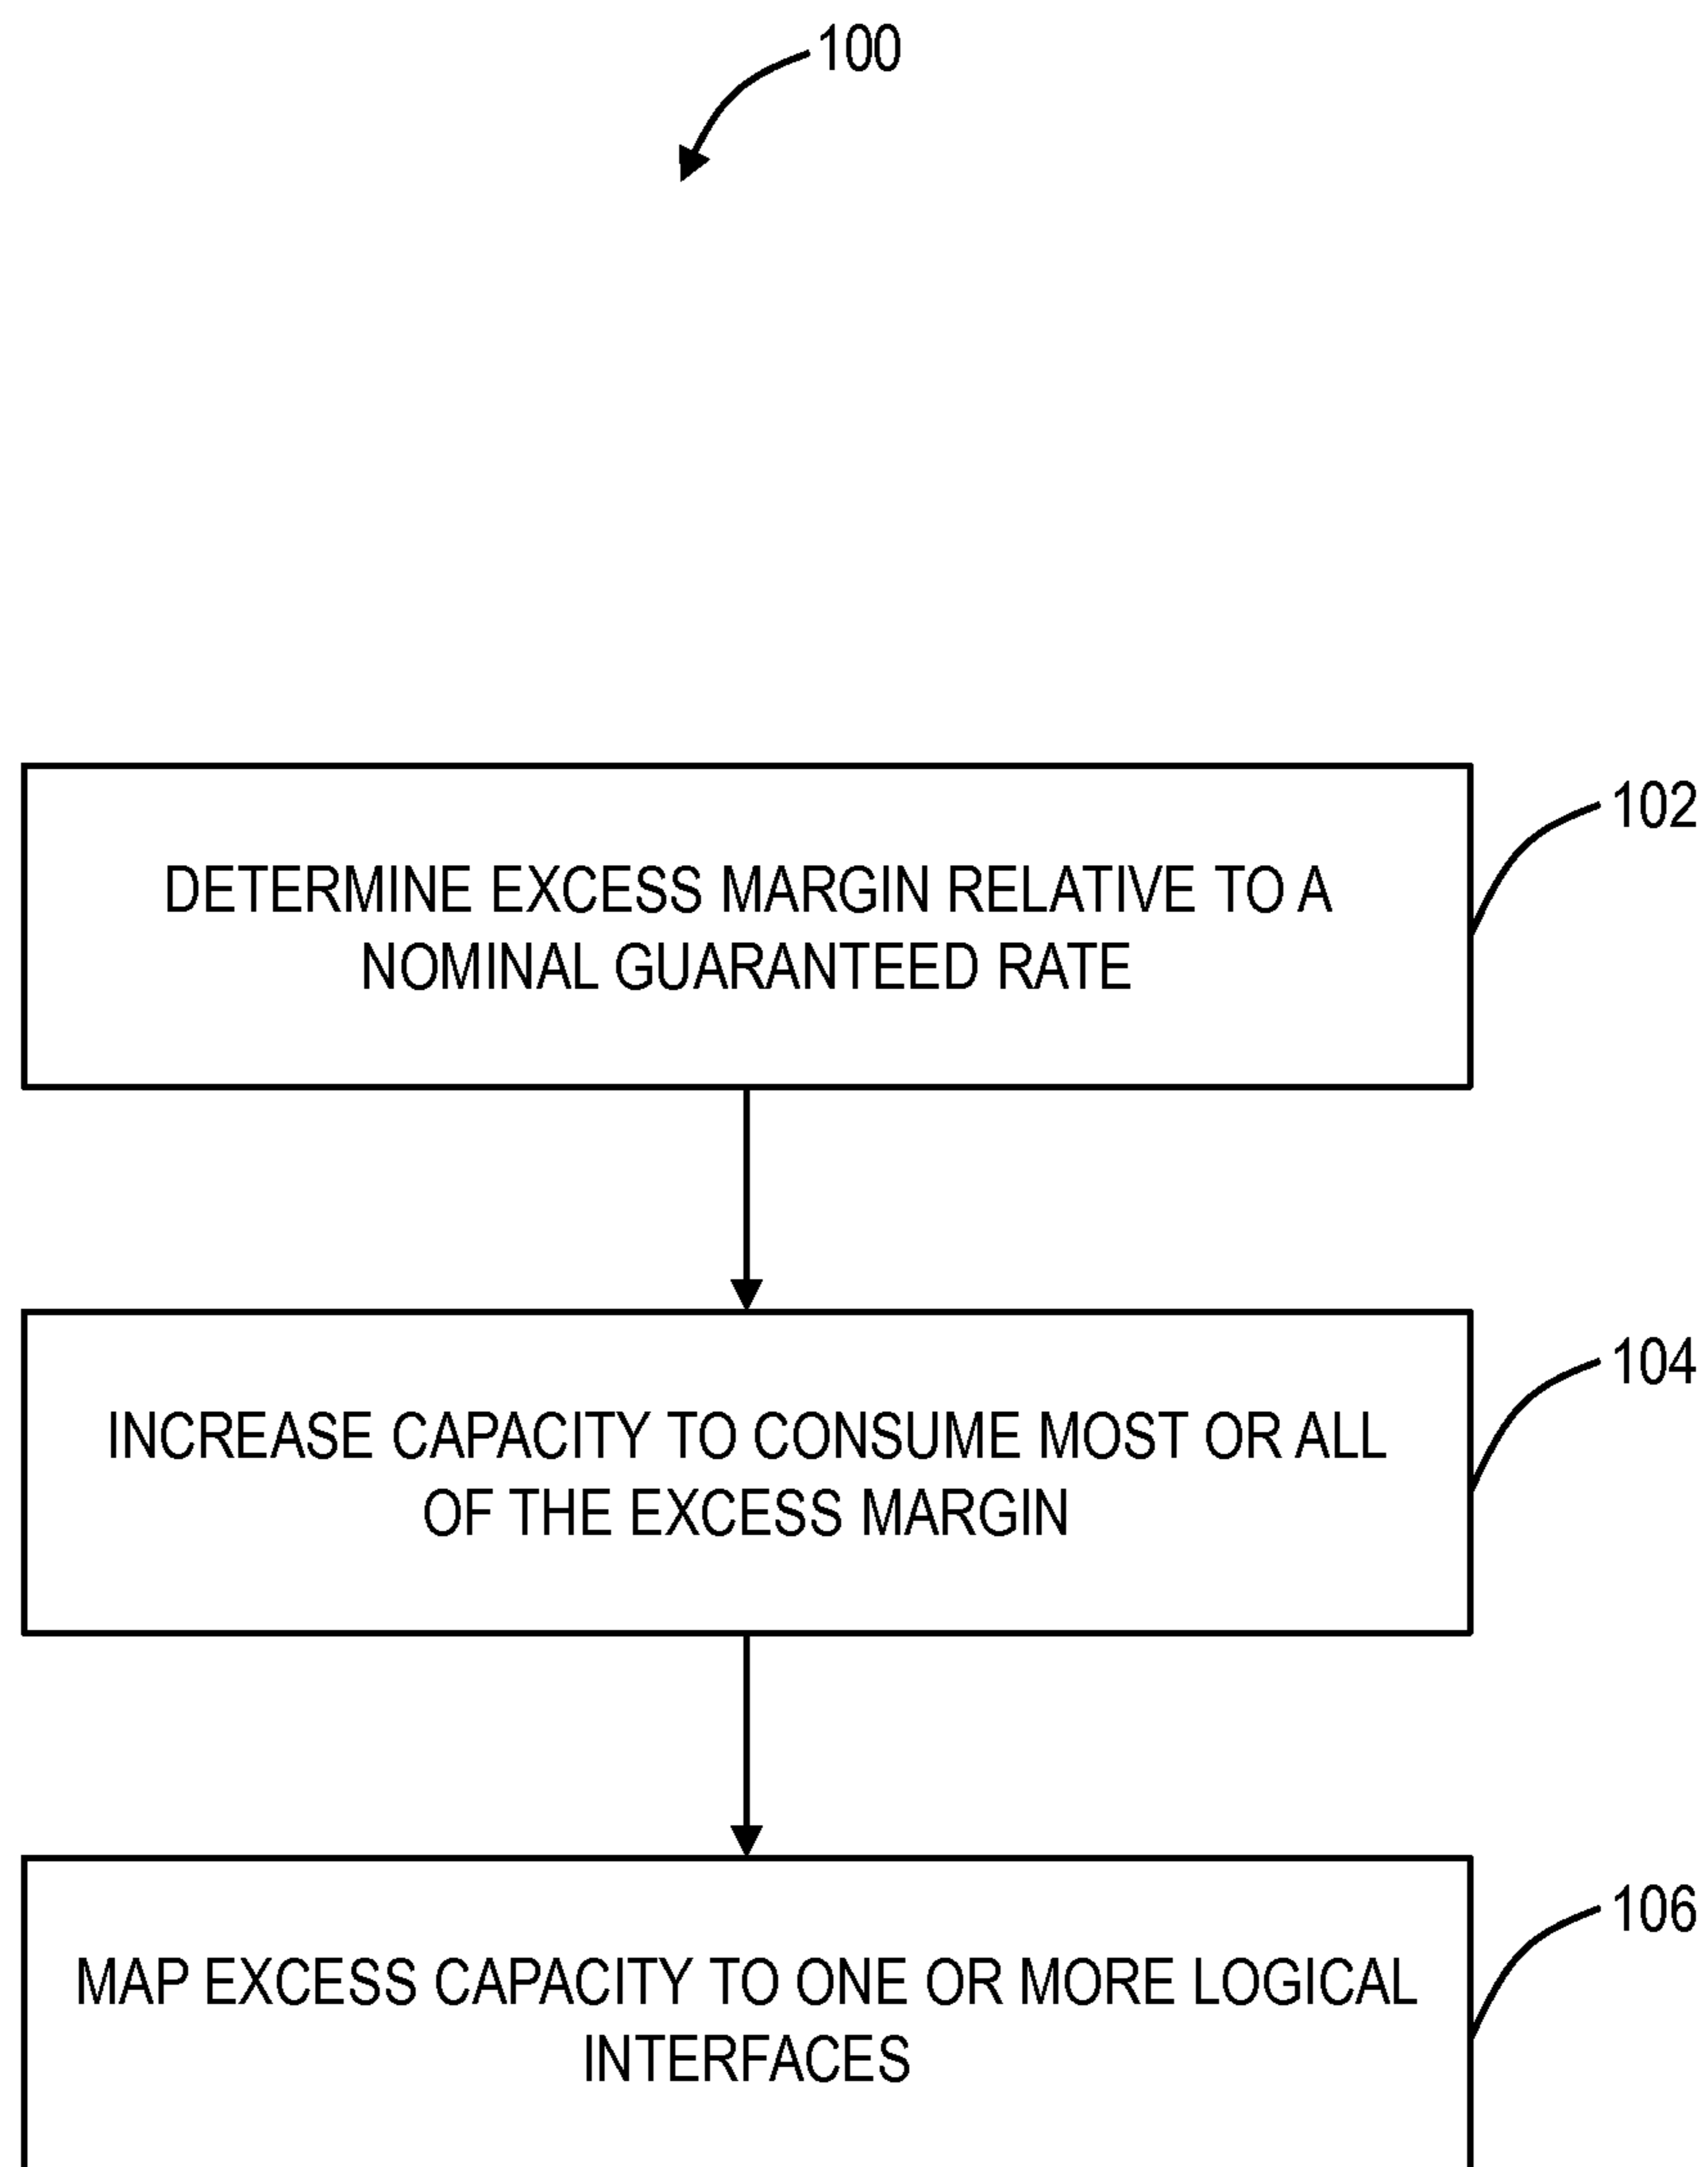 100
102
DETERMINE EXCESS MARGIN RELATIVE TO A
NOMINAL GUARANTEED RATE
104
INCREASE CAPACITY TO CONSUME MOST OR ALL
OF THE EXCESS MARGIN
106
MAP EXCESS CAPACITY TO ONE OR MORE LOGICAL
INTERFACES